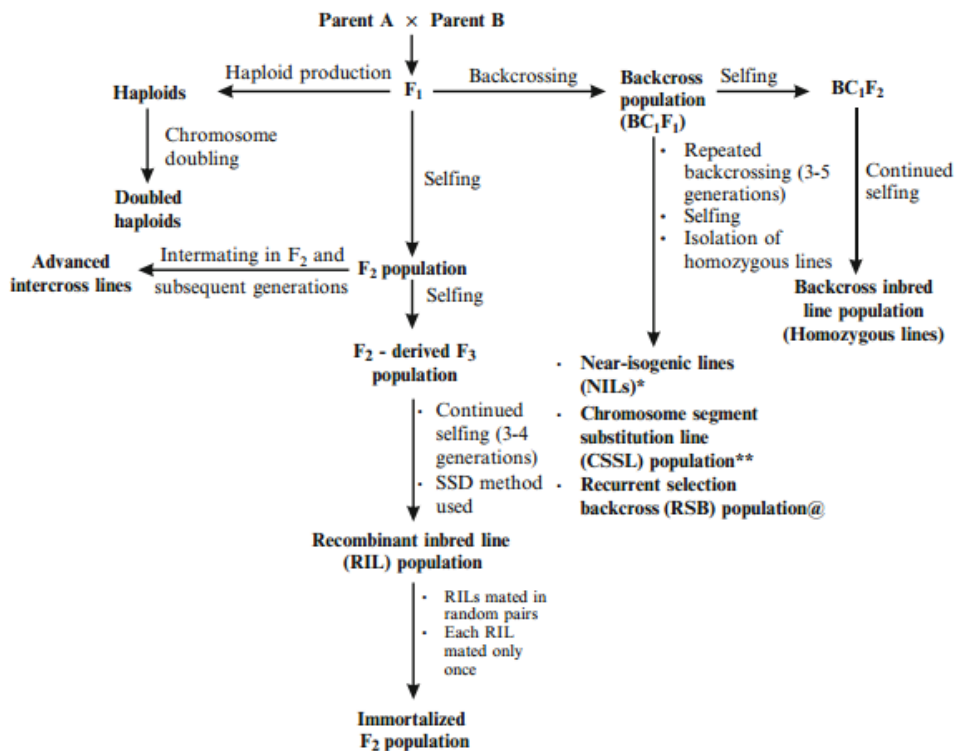 Parent A × Parent B
Haploid production
Backcrossing
Selfing
Haploids
F₁
Backcross
population
(BC₁F₁)
BC₁F₂
Chromosome
doubling
Doubled
haploids
Selfing
• Repeated
backcrossing (3-5
generations)
• Selfing
• Isolation of
homozygous lines
Continued
selfing
Advanced
intercross lines
Intermating in F₂ and
subsequent generations
F₂ population
Selfing
Backcross inbred
line population
(Homozygous lines)
F₂ - derived F₃
population
• Near-isogenic lines
(NILs)*
• Chromosome segment
substitution line
(CSSL) population**
• Recurrent selection
backcross (RSB) population@
• Continued
selfing (3-4
generations)
• SSD method
used
Recombinant inbred line
(RIL) population
• RILs mated in
random pairs
• Each RIL
mated only
once
Immortalized
F₂ population